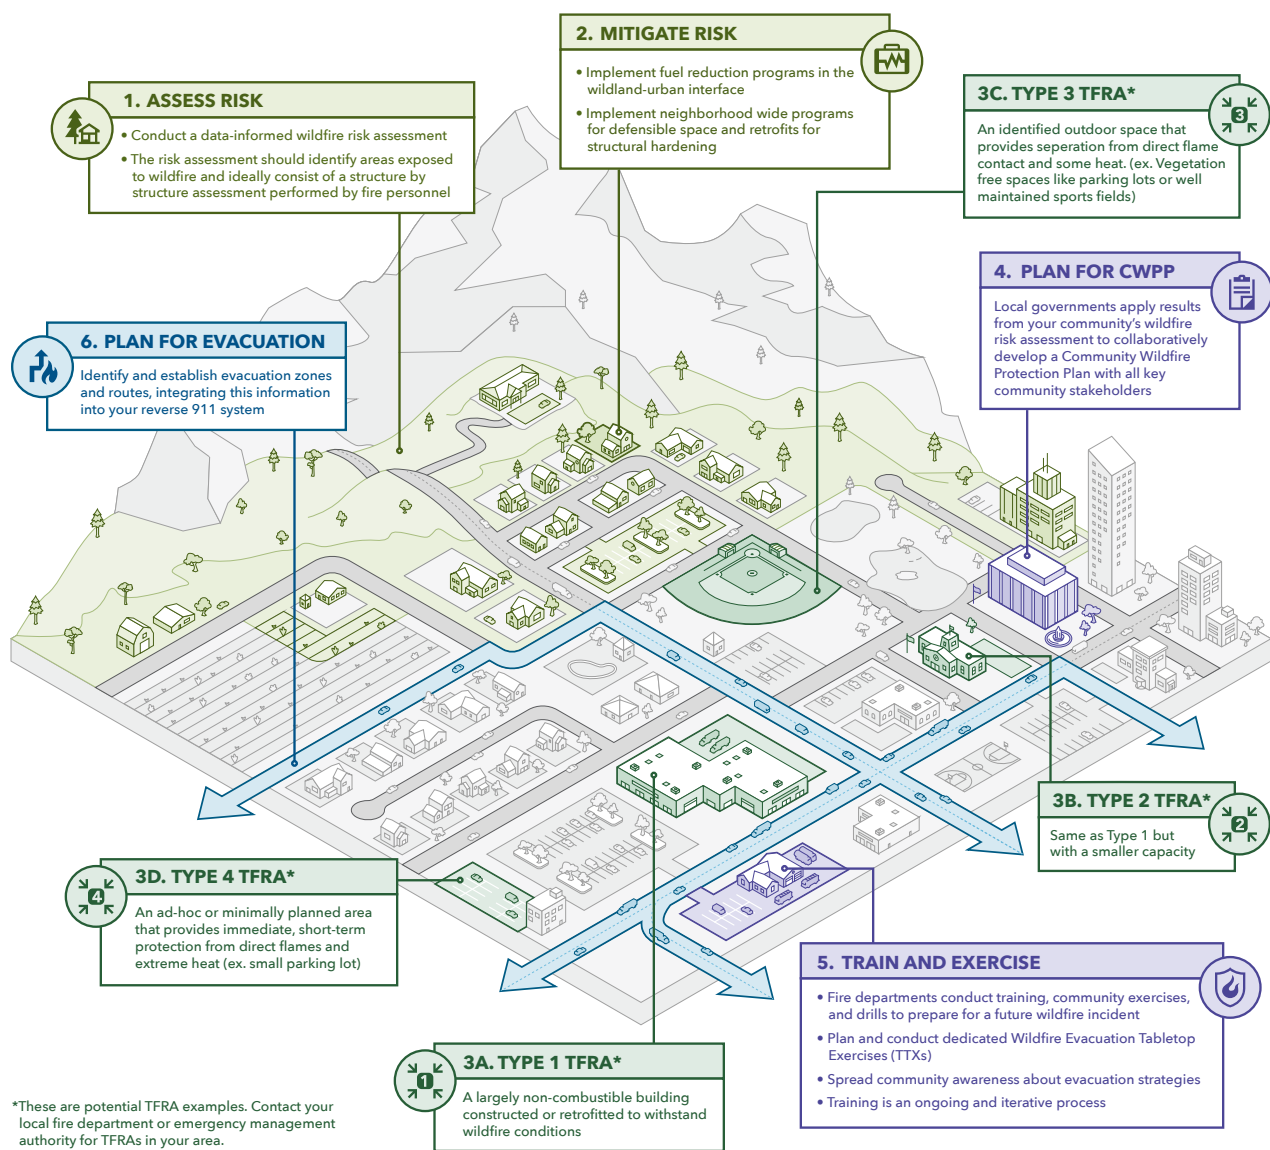 1. ASSESS RISK
• Conduct a data-informed wildfire risk assessment
• The risk assessment should identify areas exposed
to wildfire and ideally consist of a structure by
structure assessment performed by fire personnel
2. MITIGATE RISK
• Implement fuel reduction programs in the
wildland-urban interface
• Implement neighborhood wide programs
for defensible space and retrofits for
structural hardening
3C. TYPE 3 TFRA*
3
An identified outdoor space that
provides seperation from direct flame
contact and some heat. (ex. Vegetation
free spaces like parking lots or well
maintained sports fields)
4. PLAN FOR CWPP
Local governments apply results
from your community's wildfire
risk assessment to collaboratively
develop a Community Wildfire
Protection Plan with all key
community stakeholders
6. PLAN FOR EVACUATION
Identify and establish evacuation zones
and routes, integrating this information
into your reverse 911 system
3B. TYPE 2 TFRA*
2
Same as Type 1 but
with a smaller capacity
3D. TYPE 4 TFRA*
4
An ad-hoc or minimally planned area
that provides immediate, short-term
protection from direct flames and
extreme heat (ex. small parking lot)
5. TRAIN AND EXERCISE
• Fire departments conduct training, community exercises,
and drills to prepare for a future wildfire incident
• Plan and conduct dedicated Wildfire Evacuation Tabletop
Exercises (TTXs)
• Spread community awareness about evacuation strategies
• Training is an ongoing and iterative process
3A. TYPE 1 TFRA*
1
A largely non-combustible building
constructed or retrofitted to withstand
wildfire conditions
*These are potential TFRA examples. Contact your
local fire department or emergency management
authority for TFRAs in your area.